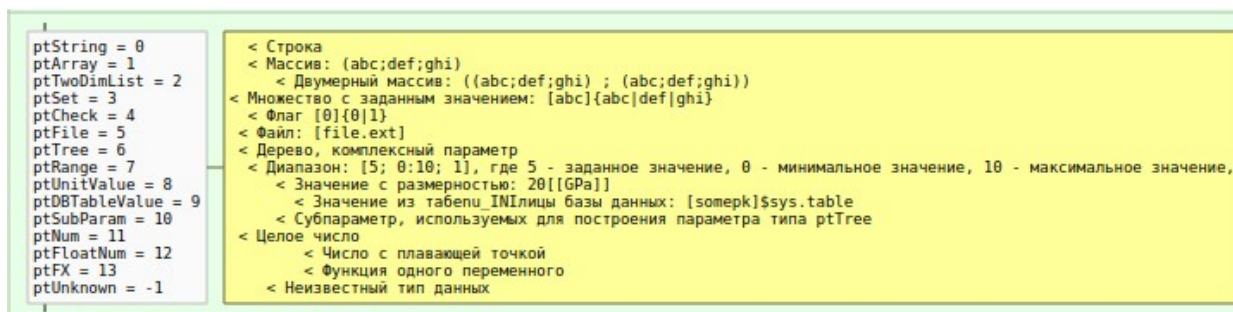 ptString = 0 < Строка
ptArray = 1 < Массив: (abc;def;ghi)
ptTwoDimList = 2 < Двумерный массив: ((abc;def;ghi) ; (abc;def;ghi))
ptSet = 3 < Множество с заданным значением: [abc]{abc|def|ghi}
ptCheck = 4 < Флаг [0]{0|1}
ptFile = 5 < Файл: [file.ext]
ptTree = 6 < Дерево, комплексный параметр
ptRange = 7 < Диапазон: [5; 0:10; 1], где 5 - заданное значение, 0 - минимальное значение, 10 - максимальное значение,
ptUnitValue = 8 < Значение с размерностью: 20[[GPa]]
ptDBTableValue = 9 < Значение из табenu_INIлицы базы данных: [somepk]$sys.table
ptSubParam = 10 < Субпараметр, используемых для построения параметра типа ptTree
ptNum = 11 < Целое число
ptFloatNum = 12 < Число с плавающей точкой
ptFX = 13 < Функция одного переменного
ptUnknown = -1 < Неизвестный тип данных